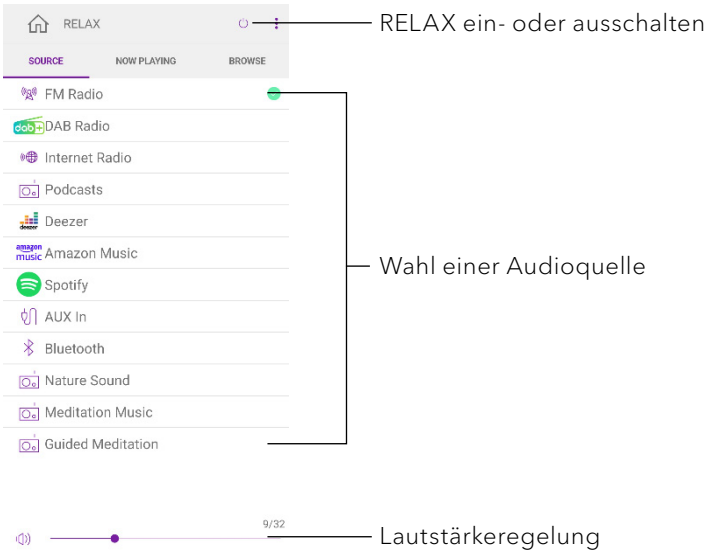 RELAX
RELAX ein- oder ausschalten
SOURCE NOW PLAYING BROWSE
FM Radio
dab+ DAB Radio
Internet Radio
Podcasts
deezer Deezer
amazon
music Amazon Music
Spotify
AUX In
Bluetooth
Nature Sound
Meditation Music
Guided Meditation
Wahl einer Audioquelle
9/32
Lautstärkeregelung